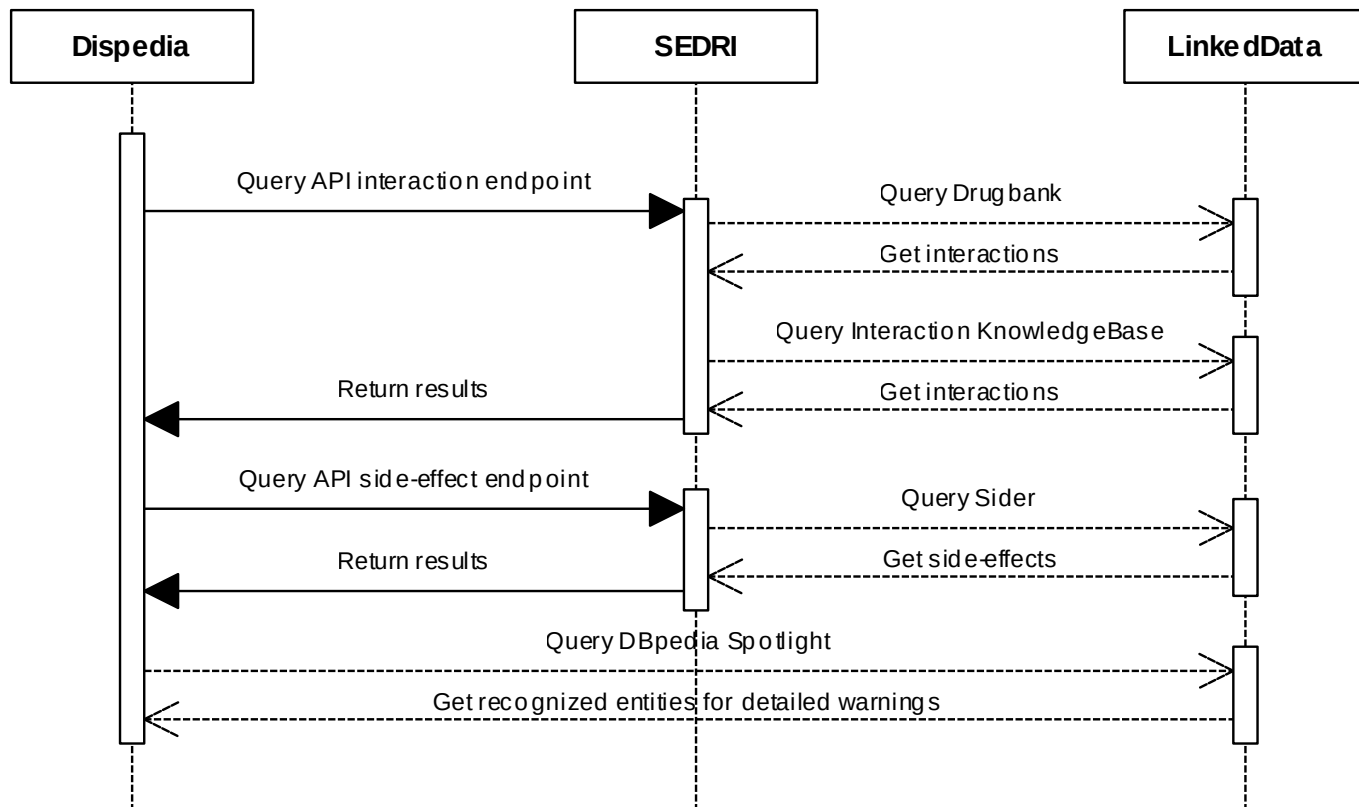 Dispedia
SEDRI
LinkedData
Query API interaction endpoint
Query Drugbank
Get interactions
Query Interaction KnowledgeBase
Return results
Get interactions
Query API side-effect endpoint
Query Sider
Return results
Get side-effects
Query DBpedia Spotlight
Get recognized entities for detailed warnings